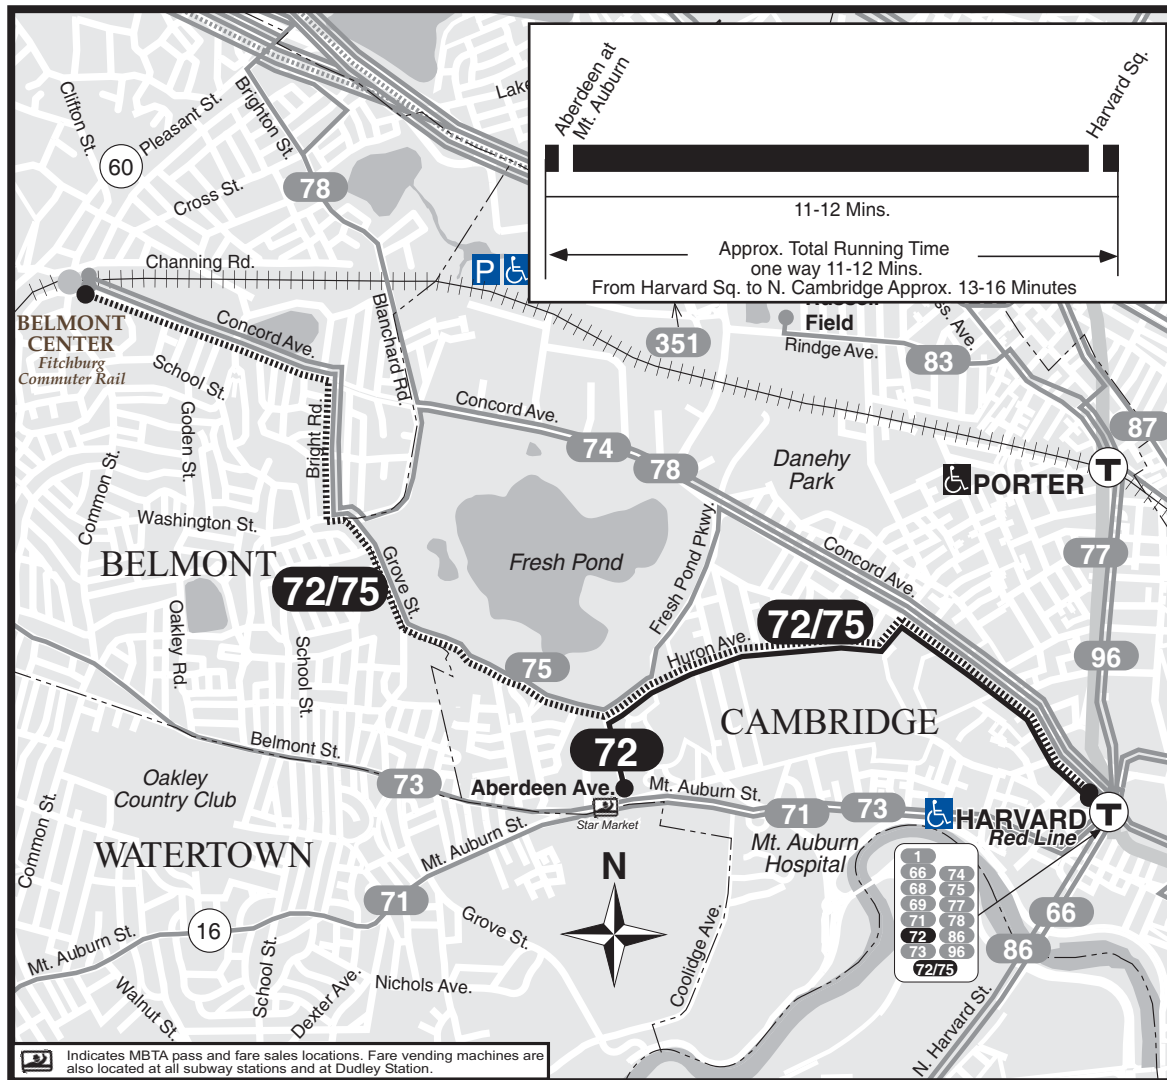 Clifton St.
Pleasant St.
Brighton St.
60
Cross St.
78
Channing Rd.
Lake
Aberdeen at
Mt. Auburn
Harvard Sq.
11-12 Mins.
Approx. Total Running Time
one way 11-12 Mins.
From Harvard Sq. to N. Cambridge Approx. 13-16 Minutes
P
BELMONT
CENTER
Fitchburg
Commuter Rail
Concord Ave.
Blanchard Rd.
School St.
Goden St.
Bright Rd.
Common St.
Washington St.
BELMONT
72/75
Grove St.
Oakley Rd.
School St.
351
Field
Rindge Ave.
83
ss. Ave.
87
Concord Ave.
74
78
Danehy
Park
T
PORTER
77
Fresh Pond
Fresh Pond Pkwy.
Concord Ave.
72/75
Huron Ave.
75
96
CAMBRIDGE
72
Belmont St.
Oakley
Country Club
73
Aberdeen Ave.
Mt. Auburn St.
Star Market
71
73
HARVARD
Red Line
T
Mt. Auburn
Hospital
Common St.
WATERTOWN
Mt. Auburn St.
71
N
1
66 74
68 75
69 77
71 78
72 86
73 96
72/75
66
86
16
Mt. Auburn St.
Grove St.
School St.
Walnut St.
Dexter Ave.
Nichols Ave.
Coolidge Ave.
N. Harvard St.
Indicates MBTA pass and fare sales locations. Fare vending machines are
also located at all subway stations and at Dudley Station.